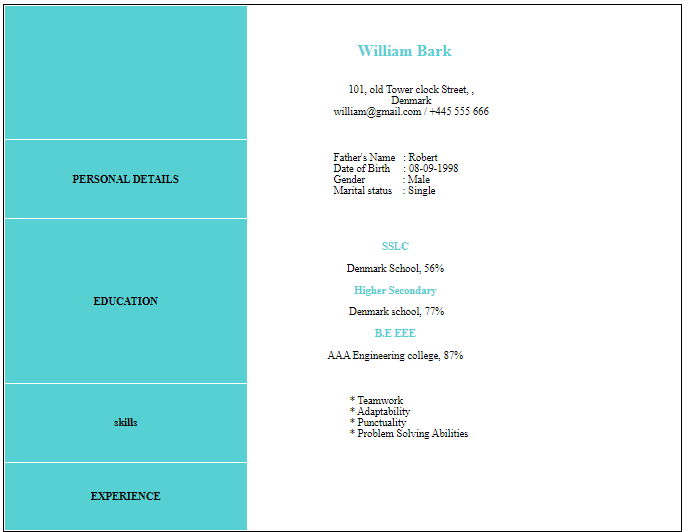 William Bark
101, old Tower clock Street, ,
Denmark
william@gmail.com / +445 555 666
PERSONAL DETAILS
Father's Name : Robert
Date of Birth : 08-09-1998
Gender : Male
Marital status : Single
EDUCATION
SSLC
Denmark School, 56%
Higher Secondary
Denmark school, 77%
B.E EEE
AAA Engineering college, 87%
skills
* Teamwork
* Adaptability
* Punctuality
* Problem Solving Abilities
EXPERIENCE